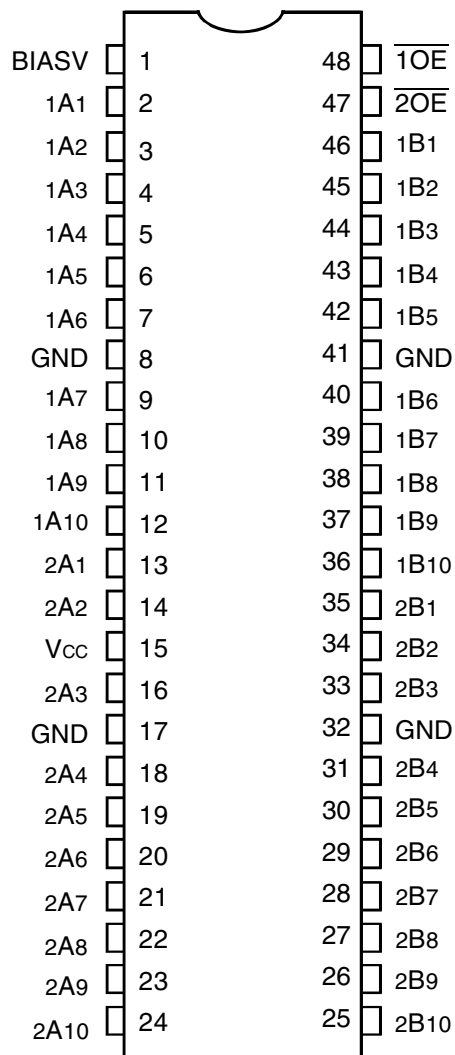 BIASV 1 48 1OE
1A1 2 47 2OE
1A2 3 46 1B1
1A3 4 45 1B2
1A4 5 44 1B3
1A5 6 43 1B4
1A6 7 42 1B5
GND 8 41 GND
1A7 9 40 1B6
1A8 10 39 1B7
1A9 11 38 1B8
1A10 12 37 1B9
2A1 13 36 1B10
2A2 14 35 2B1
VCC 15 34 2B2
2A3 16 33 2B3
GND 17 32 GND
2A4 18 31 2B4
2A5 19 30 2B5
2A6 20 29 2B6
2A7 21 28 2B7
2A8 22 27 2B8
2A9 23 26 2B9
2A10 24 25 2B10